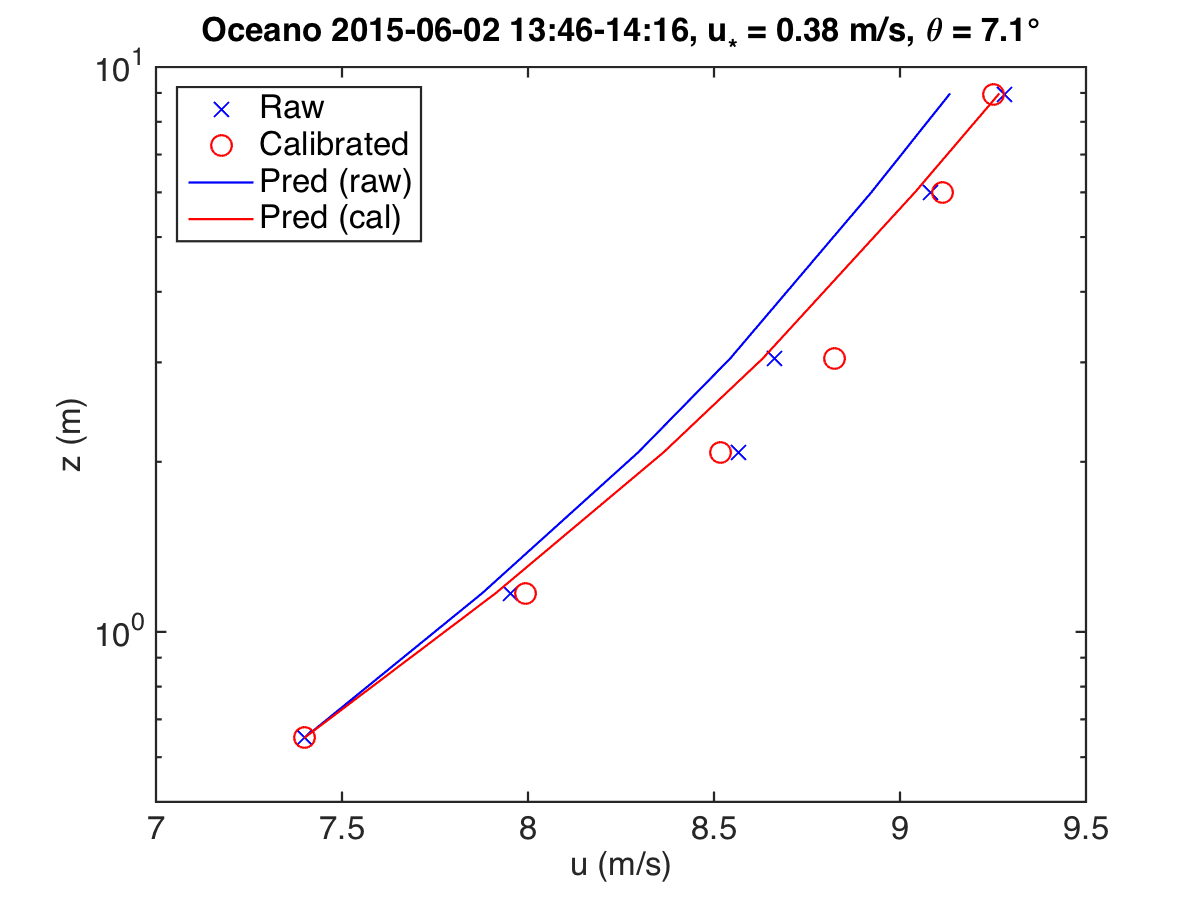 Oceano 2015-06-02 13:46-14:16, u* = 0.38 m/s, θ = 7.1°
10^1
Raw
Calibrated
Pred (raw)
Pred (cal)
z (m)
10^0
7 7.5 8 8.5 9 9.5
u (m/s)